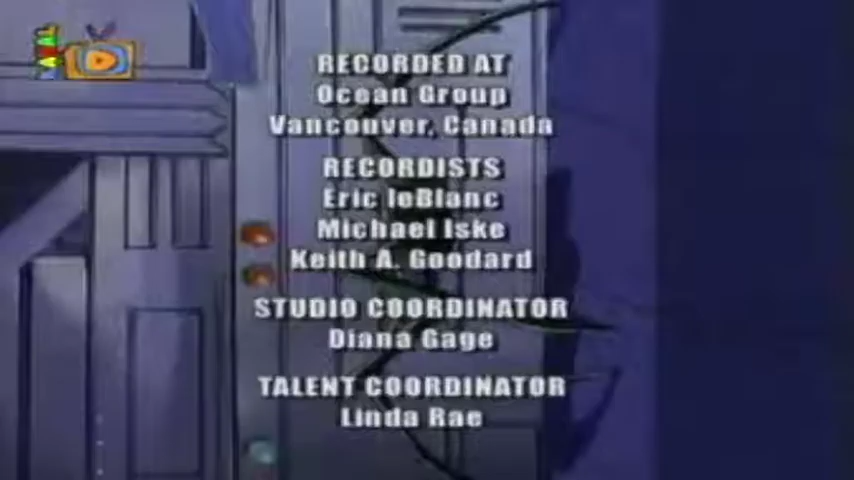 RECORDED AT
Ocean Group
Vancouver, Canada
RECORDISTS
Eric leBlanc
Michael Iske
Keith A. Goodard
STUDIO COORDINATOR
Diana Gage
TALENT COORDINATOR
Linda Rae